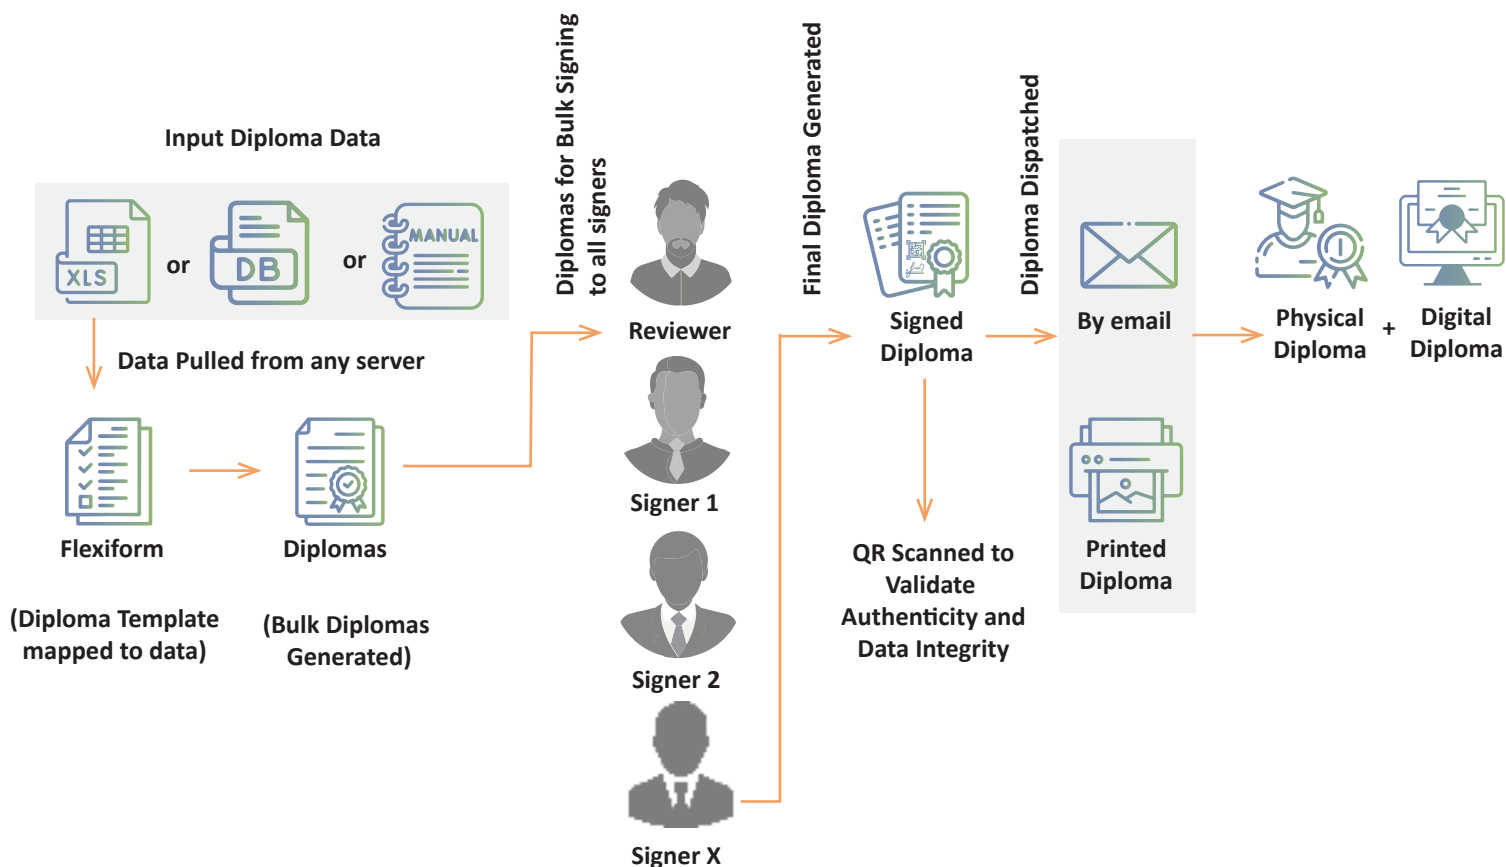 Input Diploma Data
XLS
or
DB
or
MANUAL
Data Pulled from any server
Flexiform
(Diploma Template
mapped to data)
Diplomas
(Bulk Diplomas
Generated)
Diplomas for Bulk Signing
to all signers
Reviewer
Signer 1
Signer 2
Signer X
Final Diploma Generated
Signed
Diploma
QR Scanned to
Validate
Authenticity and
Data Integrity
Diploma Dispatched
By email
Printed
Diploma
Physical
Diploma
+
Digital
Diploma